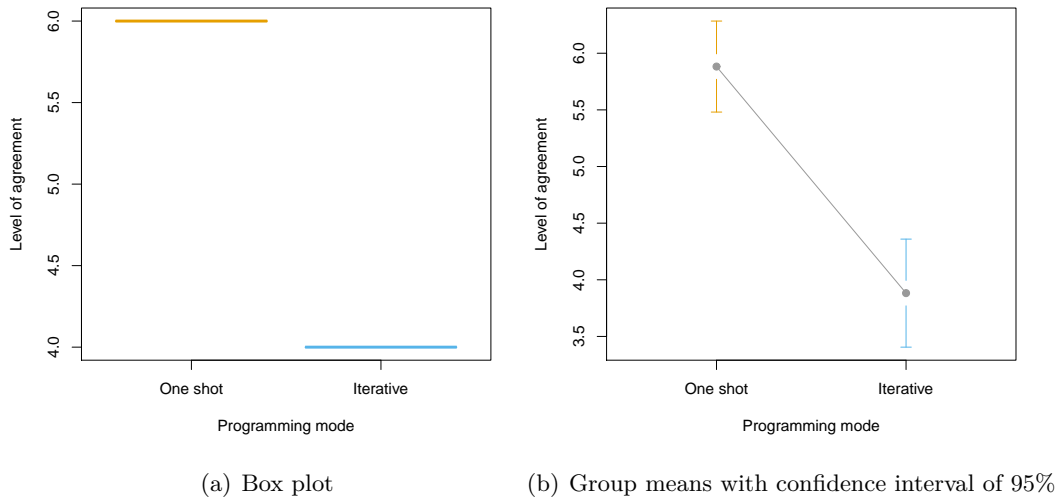 6.0
5.5
5.0
4.5
4.0
Level of agreement
One shot Iterative
Programming mode
(a) Box plot
6.0
5.5
5.0
4.5
4.0
3.5
Level of agreement
One shot Iterative
Programming mode
(b) Group means with confidence interval of 95%